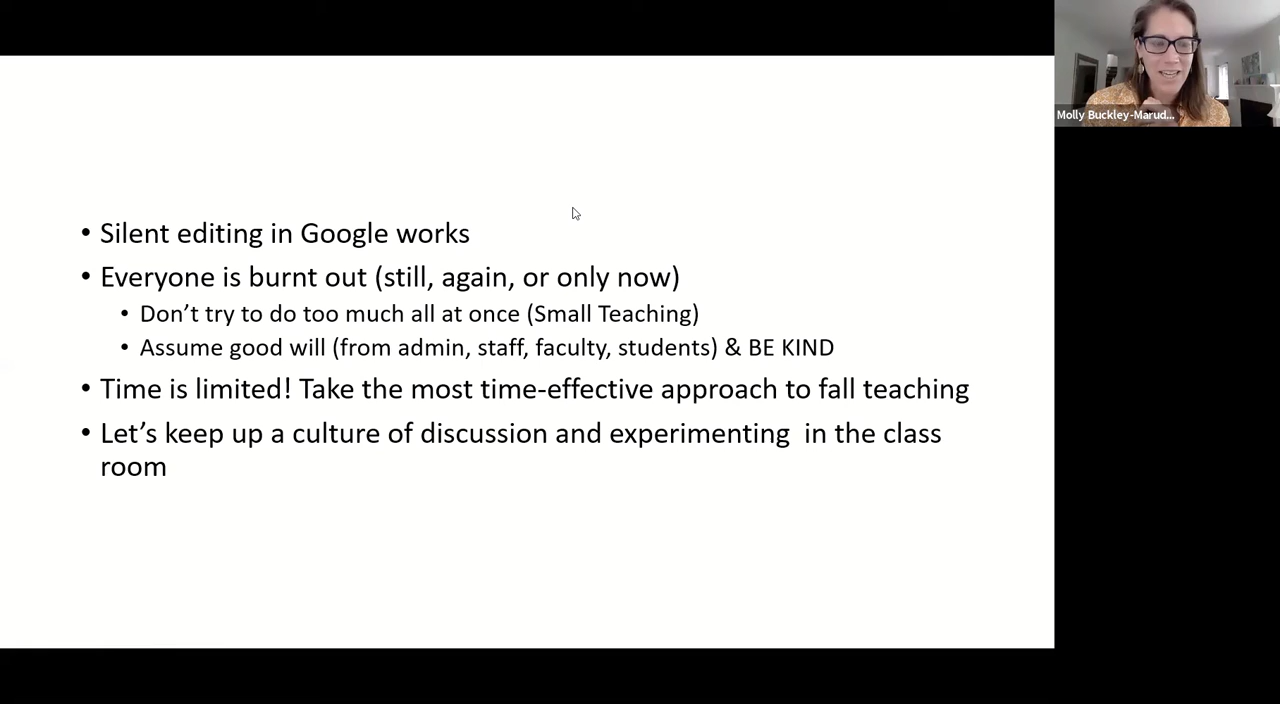 • Silent editing in Google works
• Everyone is burnt out (still, again, or only now)
• Don’t try to do too much all at once (Small Teaching)
• Assume good will (from admin, staff, faculty, students) & BE KIND
• Time is limited! Take the most time-effective approach to fall teaching
• Let’s keep up a culture of discussion and experimenting  in the class
room
Molly Buckley-Marud...